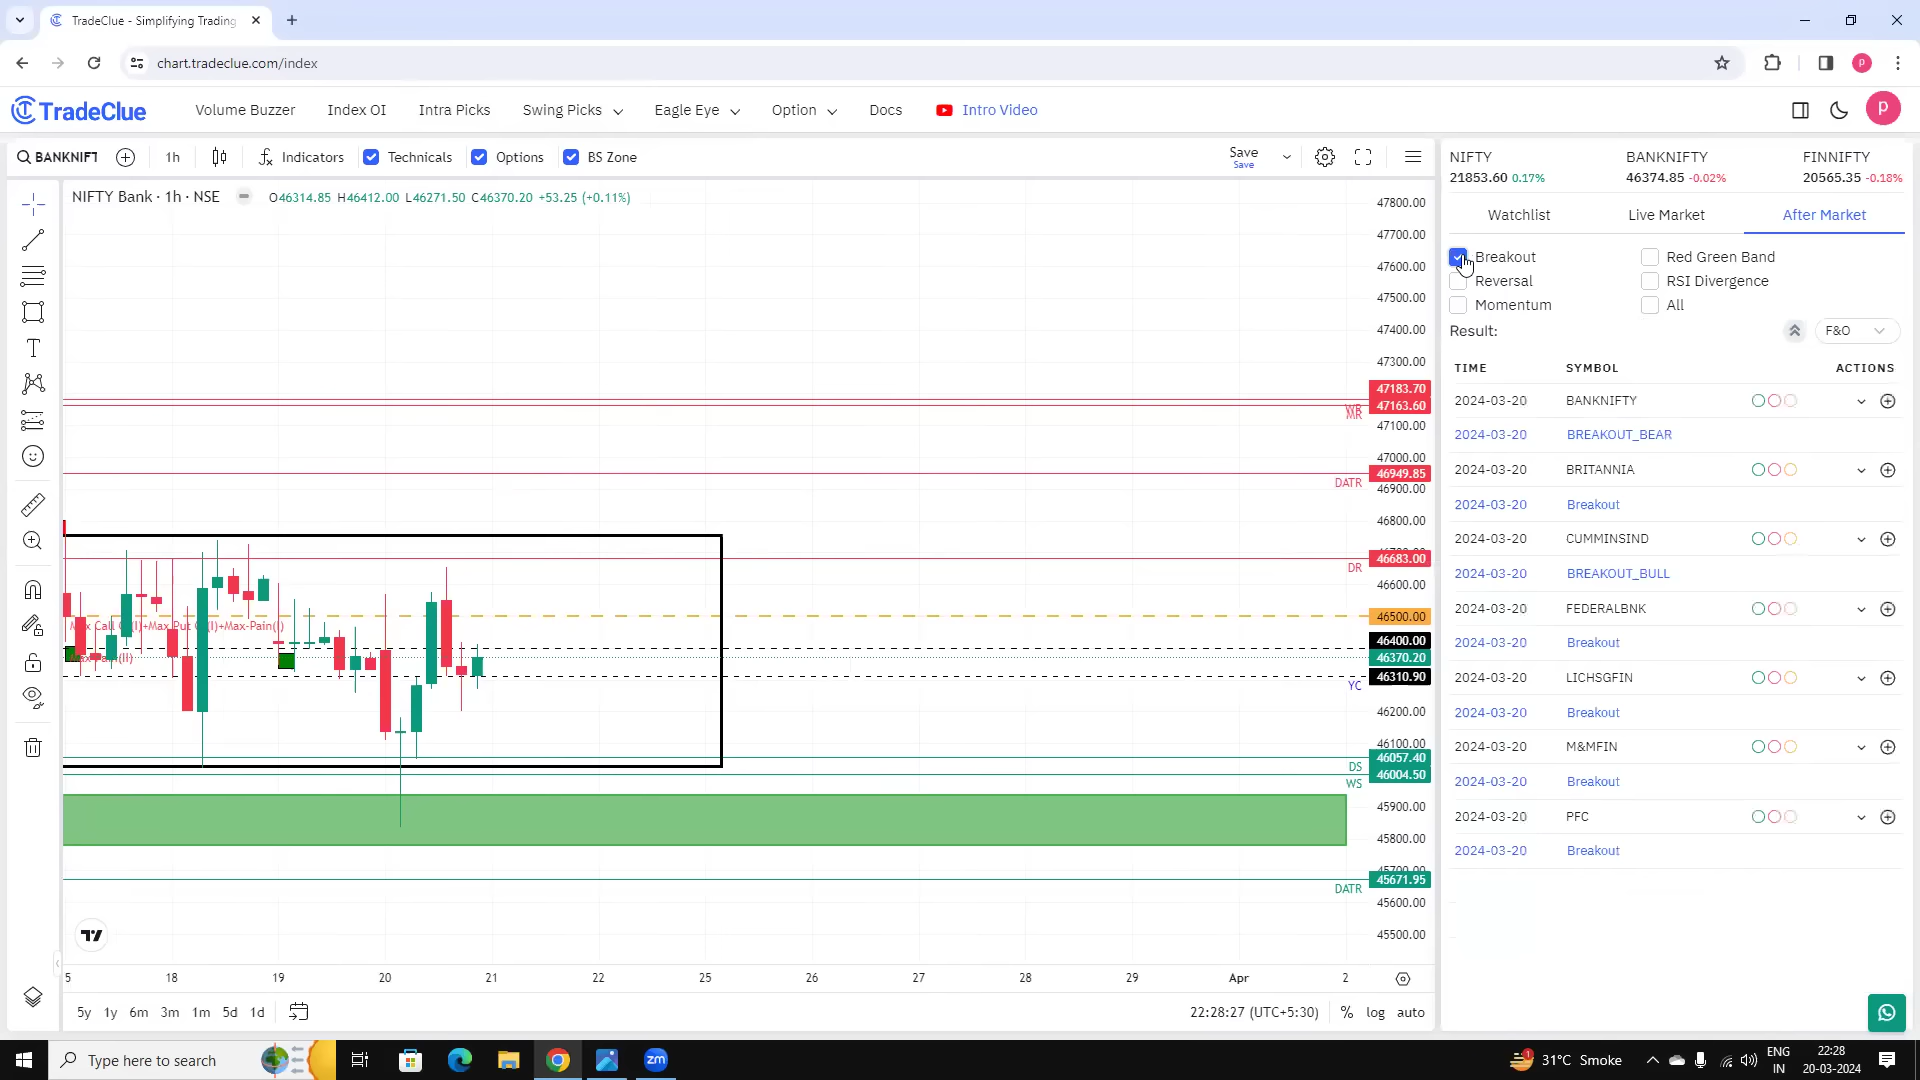 TradeClue - Simplifying Trading
chart.tradeclue.com/index
P
TradeClue
Volume Buzzer
Index OI
Intra Picks
Swing Picks
Eagle Eye
Option
Docs
Intro Video
P
BANKNIFT
1h
Indicators
Technicals
Options
BS Zone
Save
Save
NIFTY Bank · 1h · NSE
O46314.85 H46412.00 L46271.50 C46370.20 +53.25 (+0.11%)
47800.00
47700.00
47600.00
47500.00
47400.00
47300.00
47183.70
WR
47163.60
MR
47100.00
47000.00
46949.85
DATR
46900.00
46800.00
46683.00
DR
46600.00
46500.00
46400.00
46370.20
46310.90
YC
46200.00
46100.00
46057.40
DS
46004.50
WS
45900.00
45800.00
45700.00
45671.95
DATR
45600.00
45500.00
5 18 19 20 21 22 25 26 27 28 29 Apr 2
5y 1y 6m 3m 1m 5d 1d
22:28:27 (UTC+5:30)
% log auto
NIFTY
21853.60 0.17%
BANKNIFTY
46374.85 -0.02%
FINNIFTY
20565.35 -0.18%
Watchlist
Live Market
After Market
Breakout
Red Green Band
Reversal
RSI Divergence
Momentum
All
Result:
F&O
TIME SYMBOL ACTIONS
2024-03-20 BANKNIFTY
2024-03-20 BREAKOUT_BEAR
2024-03-20 BRITANNIA
2024-03-20 Breakout
2024-03-20 CUMMINSIND
2024-03-20 BREAKOUT_BULL
2024-03-20 FEDERALBNK
2024-03-20 Breakout
2024-03-20 LICHSGFIN
2024-03-20 Breakout
2024-03-20 M&MFIN
2024-03-20 Breakout
2024-03-20 PFC
2024-03-20 Breakout
Type here to search
zm
1
31°C Smoke
ENG
IN
22:28
20-03-2024